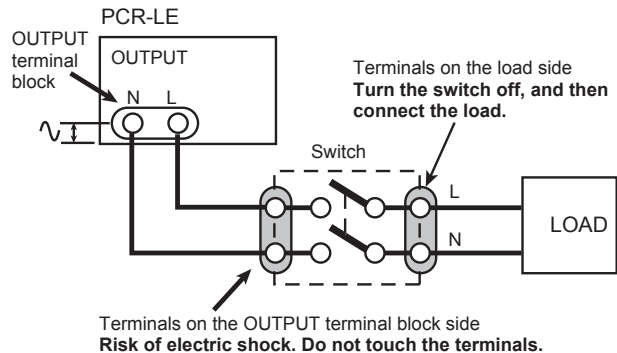 PCR-LE
OUTPUT
terminal
block
OUTPUT
N L
Terminals on the load side
Turn the switch off, and then
connect the load.
Switch
L
N
LOAD
Terminals on the OUTPUT terminal block side
Risk of electric shock. Do not touch the terminals.